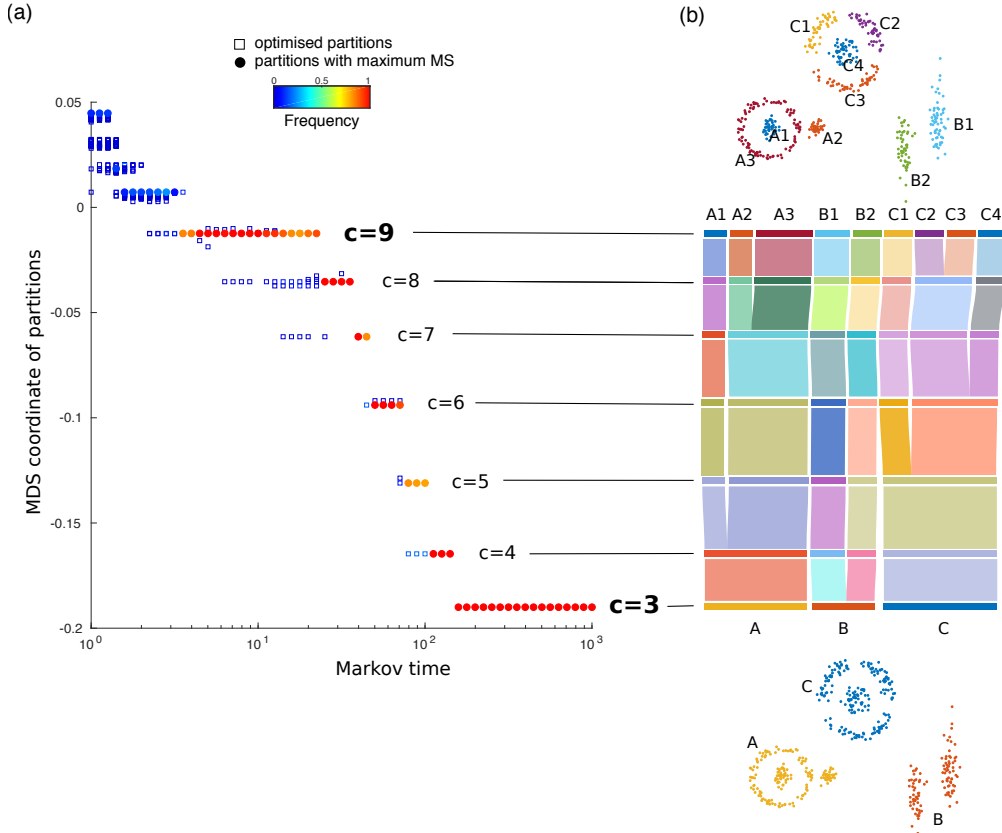 (a)
optimised partitions
partitions with maximum MS
0 0.5 1
Frequency
0.05
0
-0.05
-0.1
-0.15
-0.2
MDS coordinate of partitions
10^0 10^1 10^2 10^3
Markov time
c=9
c=8
c=7
c=6
c=5
c=4
c=3
(b)
C1 C2
C4
C3
A1 A2
A3
B1
B2
A1 A2 A3 B1 B2 C1 C2 C3 C4
A B C
C
A
B